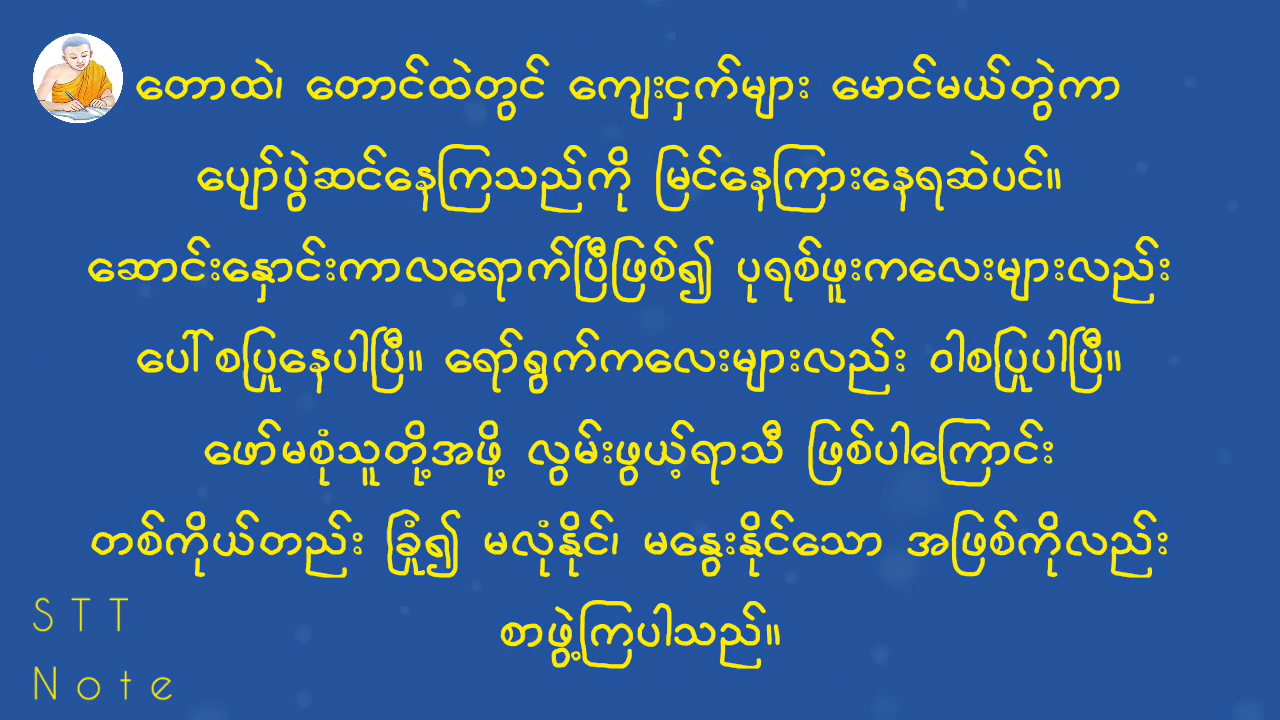 တောထဲ၊ တောင်ထဲတွင် ကျေးငှက်များ မောင်မယ်တွဲကာ
ပျော်ပွဲဆင်နေကြသည်ကို မြင်နေကြားနေရဆဲပင်။
ဆောင်းနှောင်းကာလရောက်ပြီဖြစ်၍ ပုရစ်ဖူးကလေးများလည်း
ပေါ်စပြုနေပါပြီ။ ရော်ရွက်ကလေးများလည်း ဝါစပြုပါပြီ။
ဖော်မစုံသူတို့အဖို့ လွမ်းဖွယ့်ရာသီ ဖြစ်ပါကြောင်း
တစ်ကိုယ်တည်း ခြုံ၍ မလုံနိုင်၊ မနွေးနိုင်သော အဖြစ်ကိုလည်း
စာဖွဲ့ကြပါသည်။
STT
Note